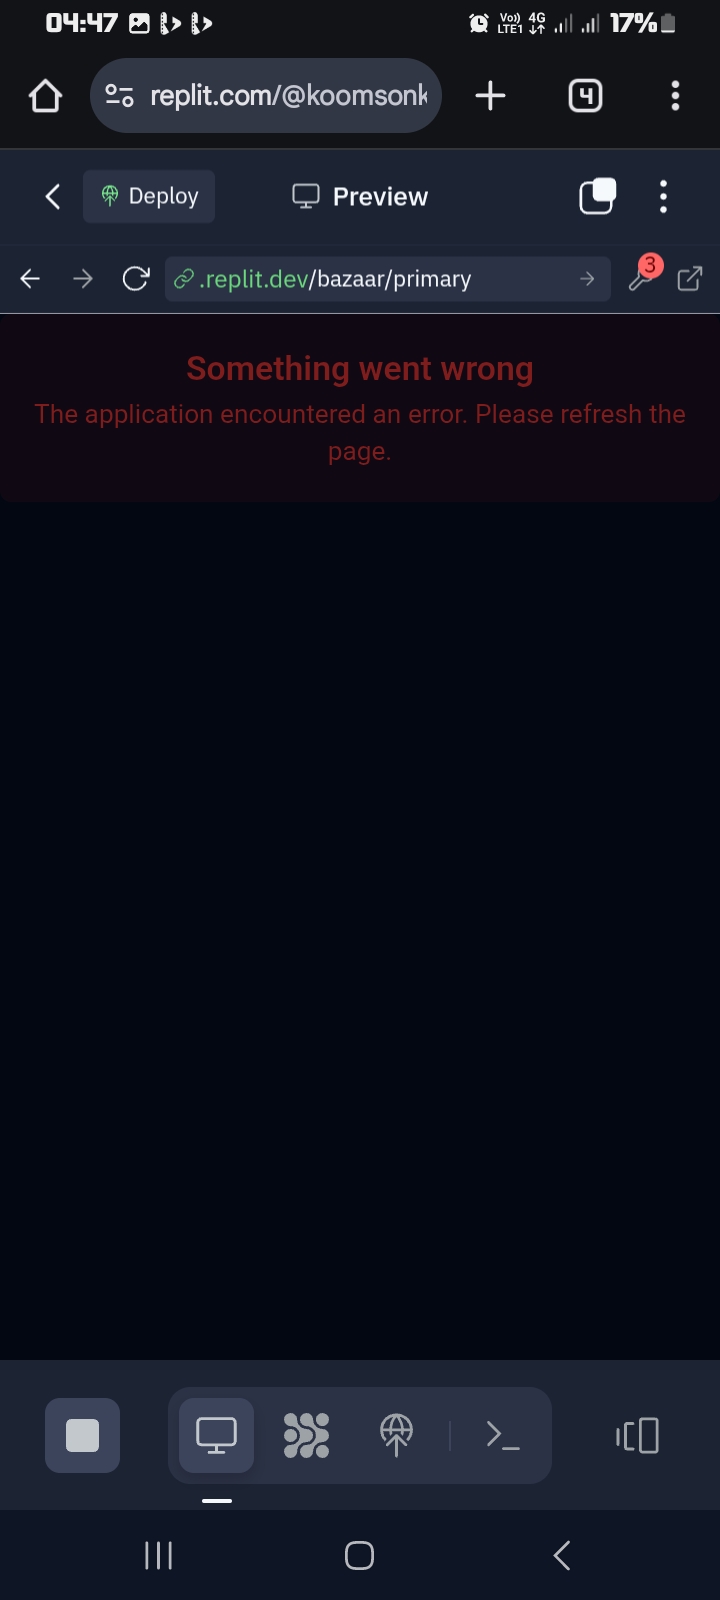 04:47
Vo)) 4G
LTE1
17%
replit.com/@koomsonk
4
Deploy
Preview
.replit.dev/bazaar/primary
3
Something went wrong
The application encountered an error. Please refresh the
page.